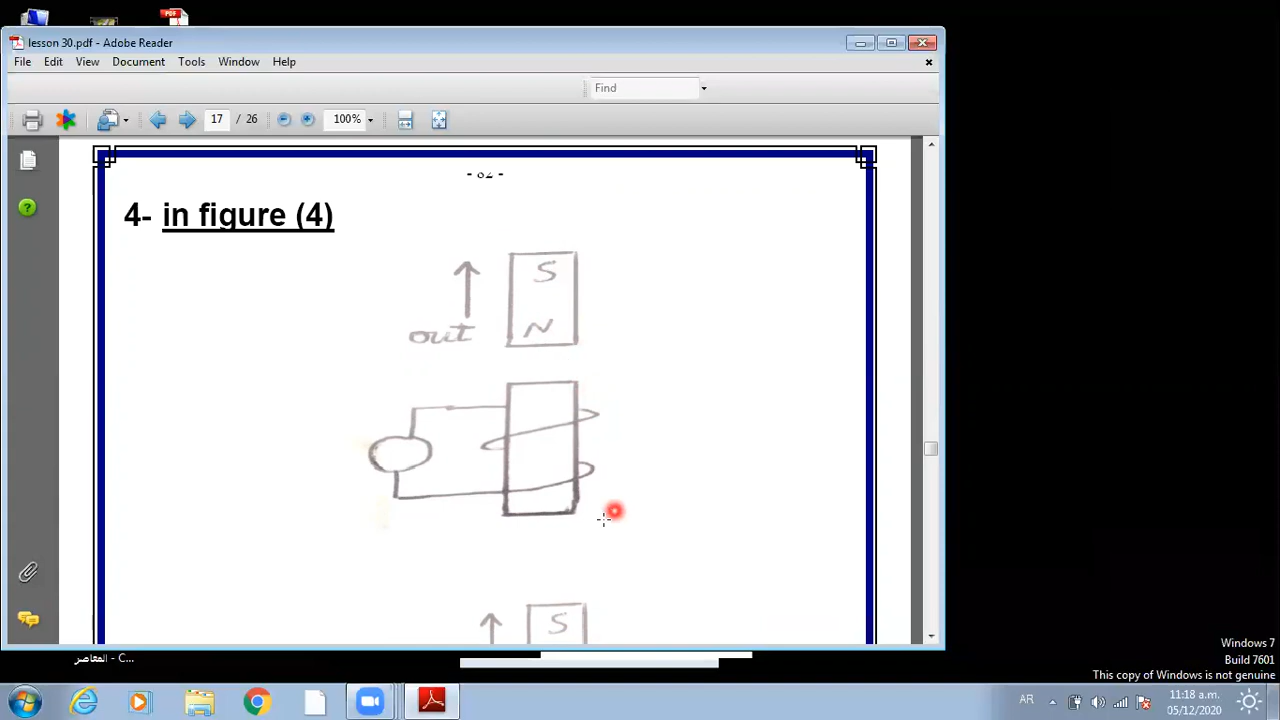 lesson 30.pdf - Adobe Reader
File Edit View Document Tools Window Help
Find
17 / 26 100%
- 82 -
4- in figure (4)
S
out
N
S
المعاصر - C...
Windows 7
Build 7601
This copy of Windows is not genuine
AR
11:18 a.m.
05/12/2020